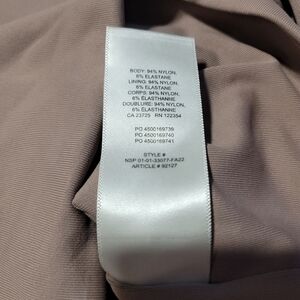 BODY: 94% NYLON,
6% ELASTANE
LINING: 94% NYLON,
6% ELASTANE
CORPS: 94% NYLON,
6% ELASTHANNE
DOUBLURE: 94% NYLON,
6% ELASTHANNE
CA 23725 RN 122354
PO 4500169739
PO 4500169740
PO 4500169741
STYLE #
NSP 01-01-33077-FA22
ARTICLE # 92127